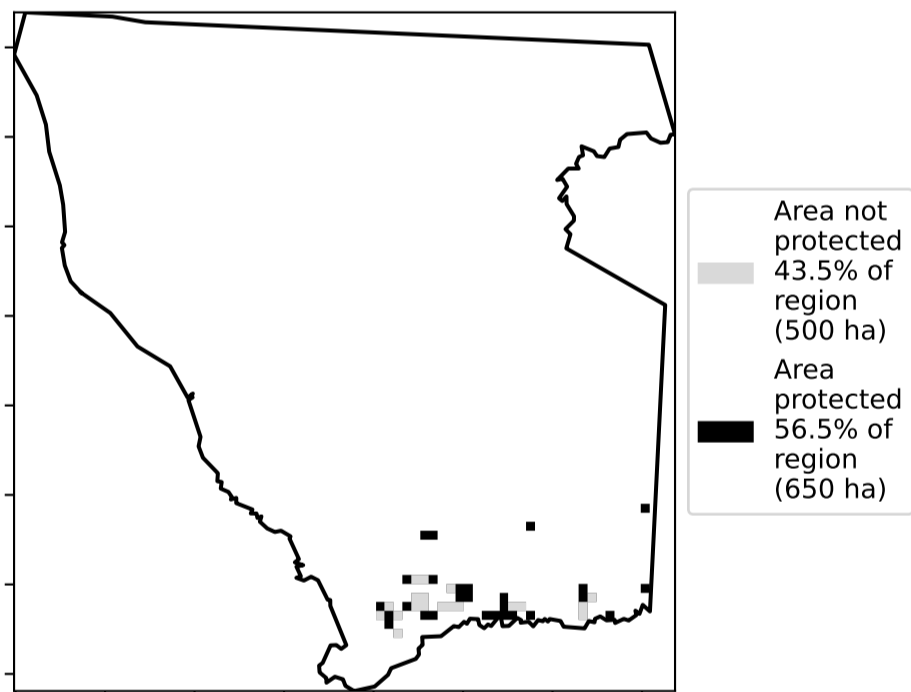 Area not
protected
43.5% of
region
(500 ha)
Area
protected
56.5% of
region
(650 ha)